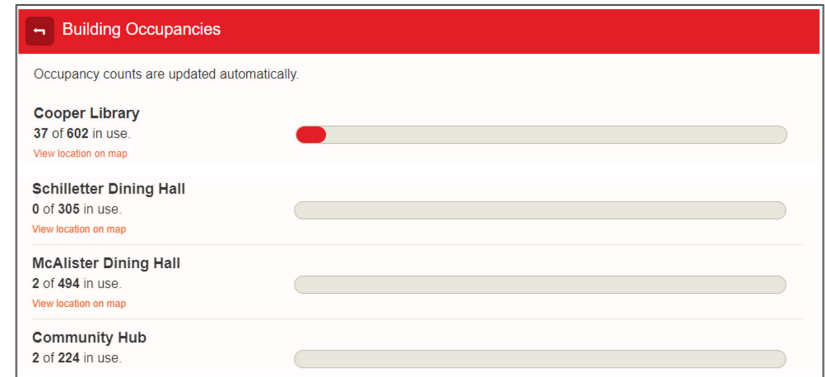 Building Occupancies
Occupancy counts are updated automatically.
Cooper Library
37 of 602 in use.
View location on map
Schilletter Dining Hall
0 of 305 in use.
View location on map
McAlister Dining Hall
2 of 494 in use.
View location on map
Community Hub
2 of 224 in use.